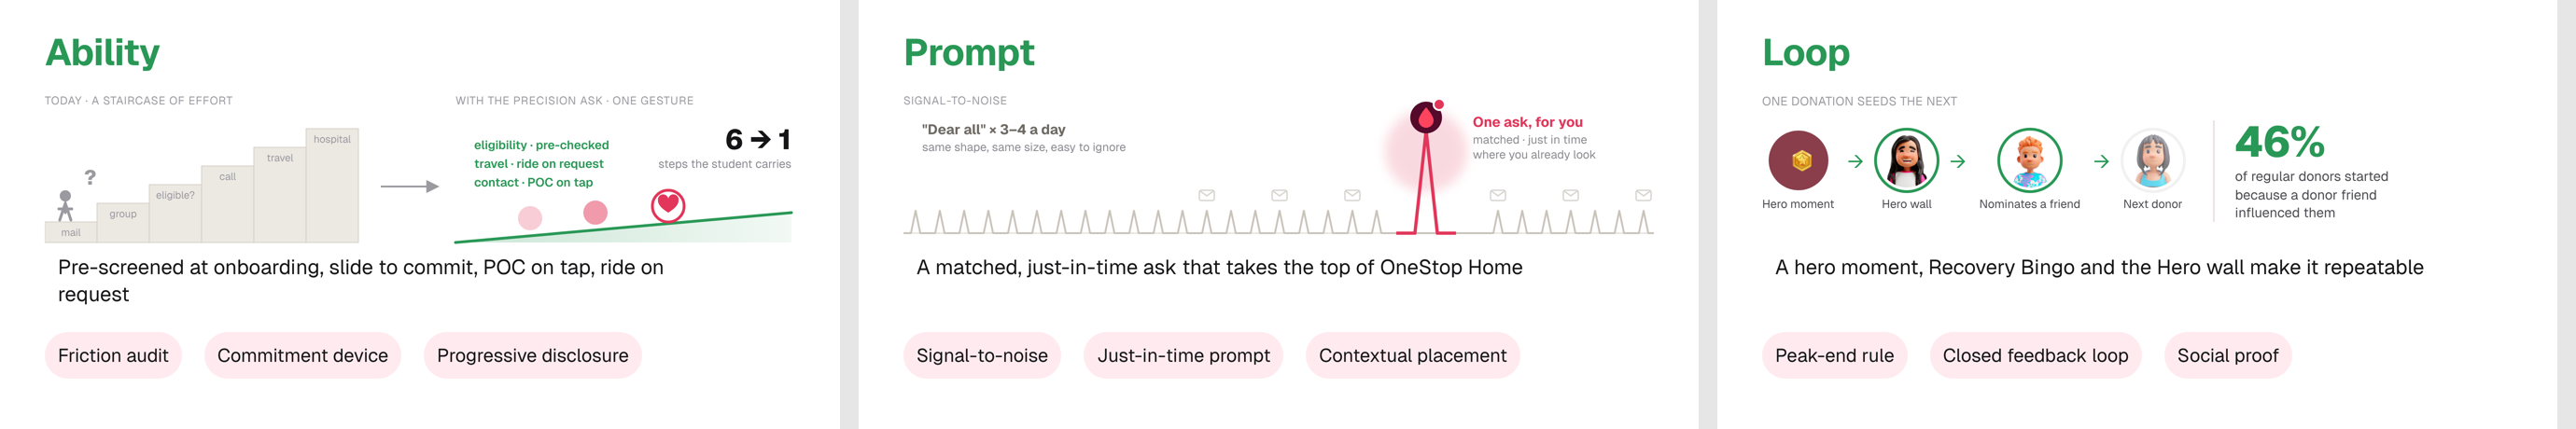 Ability
TODAY · A STAIRCASE OF EFFORT
?
mail
group
eligible?
call
travel
hospital
WITH THE PRECISION ASK · ONE GESTURE
eligibility · pre-checked
travel · ride on request
contact · POC on tap
6 → 1
steps the student carries
Pre-screened at onboarding, slide to commit, POC on tap, ride on
request
Friction audit
Commitment device
Progressive disclosure
Prompt
SIGNAL-TO-NOISE
"Dear all" × 3–4 a day
same shape, same size, easy to ignore
One ask, for you
matched · just in time
where you already look
A matched, just-in-time ask that takes the top of OneStop Home
Signal-to-noise
Just-in-time prompt
Contextual placement
Loop
ONE DONATION SEEDS THE NEXT
Hero moment
Hero wall
Nominates a friend
Next donor
46%
of regular donors started
because a donor friend
influenced them
A hero moment, Recovery Bingo and the Hero wall make it repeatable
Peak-end rule
Closed feedback loop
Social proof